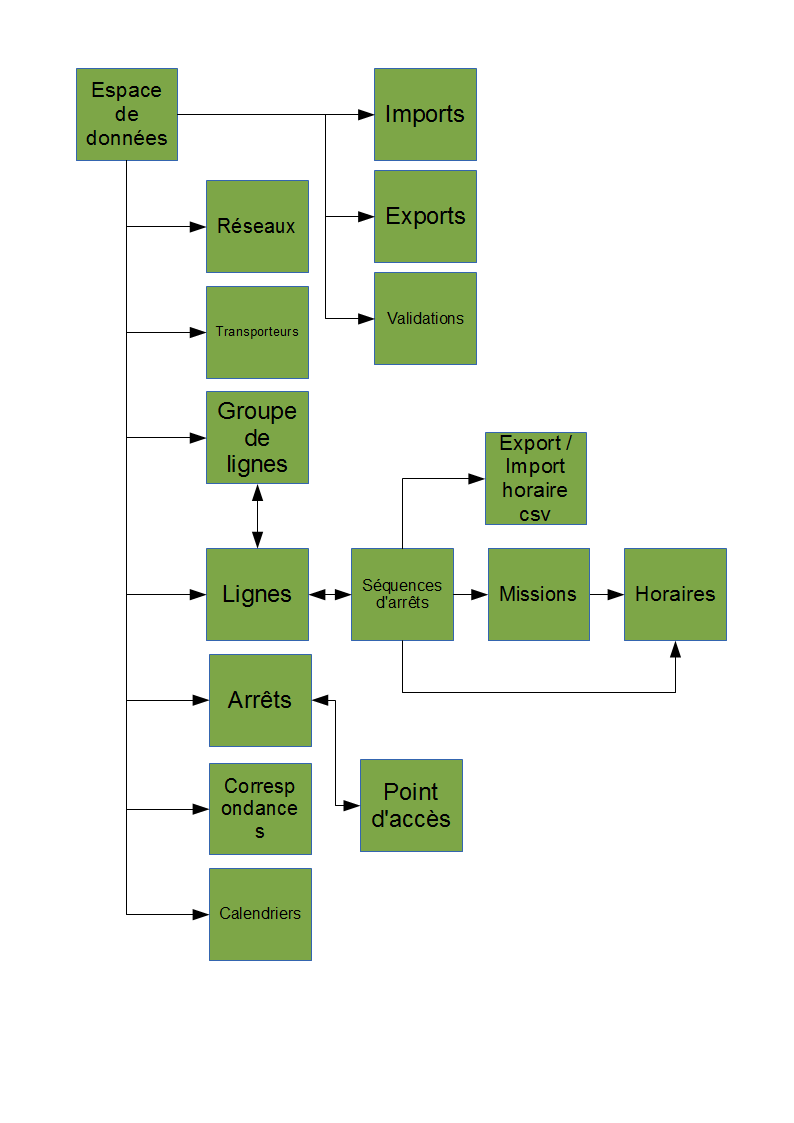 Espace
de
données
Imports
Réseaux
Exports
Transporteurs
Validations
Groupe
de
lignes
Export /
Import
horaire
csv
Lignes
Séquences
d'arrêts
Missions
Horaires
Arrêts
Corresp
ondance
s
Point
d'accès
Calendriers